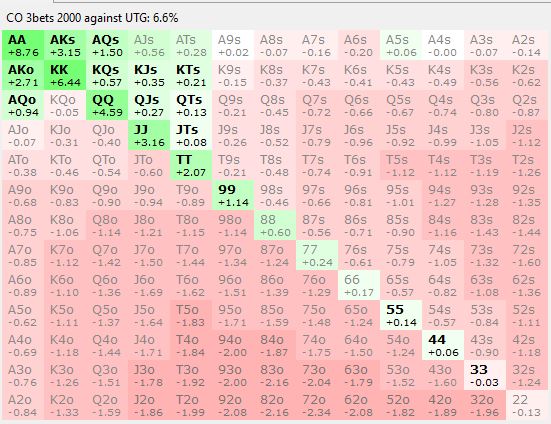 CO 3bets 2000 against UTG: 6.6%
AA AKs AQs AJs ATs A9s A8s A7s A6s A5s A4s A3s A2s
+8.76 +3.15 +1.50 +0.56 +0.28 -0.02 -0.07 -0.16 -0.20 +0.06 -0.00 -0.07 -0.14
AKo KK KQs KJs KTs K9s K8s K7s K6s K5s K4s K3s K2s
+2.71 +6.44 +0.57 +0.35 +0.21 -0.15 -0.37 -0.43 -0.41 -0.43 -0.49 -0.56 -0.62
AQo KQo QQ QJs QTs Q9s Q8s Q7s Q6s Q5s Q4s Q3s Q2s
+0.94 -0.05 +4.59 +0.27 +0.13 -0.21 -0.45 -0.72 -0.66 -0.67 -0.74 -0.80 -0.87
AJo KJo QJo JJ JTs J9s J8s J7s J6s J5s J4s J3s J2s
-0.07 -0.31 -0.40 +3.16 +0.08 -0.26 -0.52 -0.79 -0.96 -0.92 -0.99 -1.05 -1.12
ATo KTo QTo JTo TT T9s T8s T7s T6s T5s T4s T3s T2s
-0.38 -0.46 -0.54 -0.60 +2.07 -0.21 -0.48 -0.74 -0.91 -1.12 -1.12 -1.19 -1.26
A9o K9o Q9o J9o T9o 99 98s 97s 96s 95s 94s 93s 92s
-0.68 -0.83 -0.90 -0.94 -0.89 +1.14 -0.46 -0.66 -0.81 -1.01 -1.27 -1.28 -1.35
A8o K8o Q8o J8o T8o 98o 88 87s 86s 85s 84s 83s 82s
-0.75 -1.06 -1.14 -1.21 -1.15 -1.14 +0.60 -0.56 -0.71 -0.90 -1.16 -1.43 -1.44
A7o K7o Q7o J7o T7o 97o 87o 77 76s 75s 74s 73s 72s
-0.85 -1.12 -1.42 -1.50 -1.44 -1.34 -1.24 +0.24 -0.61 -0.79 -1.05 -1.32 -1.60
A6o K6o Q6o J6o T6o 96o 86o 76o 66 65s 64s 63s 62s
-0.89 -1.10 -1.36 -1.69 -1.62 -1.51 -1.39 -1.29 +0.17 -0.57 -0.82 -1.08 -1.36
A5o K5o Q5o J5o T5o 95o 85o 75o 65o 55 54s 53s 52s
-0.62 -1.11 -1.37 -1.64 -1.83 -1.71 -1.59 -1.48 -1.24 +0.14 -0.57 -0.84 -1.11
A4o K4o Q4o J4o T4o 94o 84o 74o 64o 54o 44 43s 42s
-0.69 -1.18 -1.44 -1.71 -1.84 -2.00 -1.87 -1.75 -1.50 -1.24 +0.06 -0.90 -1.18
A3o K3o Q3o J3o T3o 93o 83o 73o 63o 53o 43o 33 32s
-0.76 -1.26 -1.51 -1.78 -1.92 -2.02 -2.16 -2.04 -1.79 -1.52 -1.60 -0.03 -1.24
A2o K2o Q2o J2o T2o 92o 82o 72o 62o 52o 42o 32o 22
-0.84 -1.33 -1.59 -1.86 -1.99 -2.08 -2.16 -2.34 -2.08 -1.82 -1.89 -1.96 -0.13